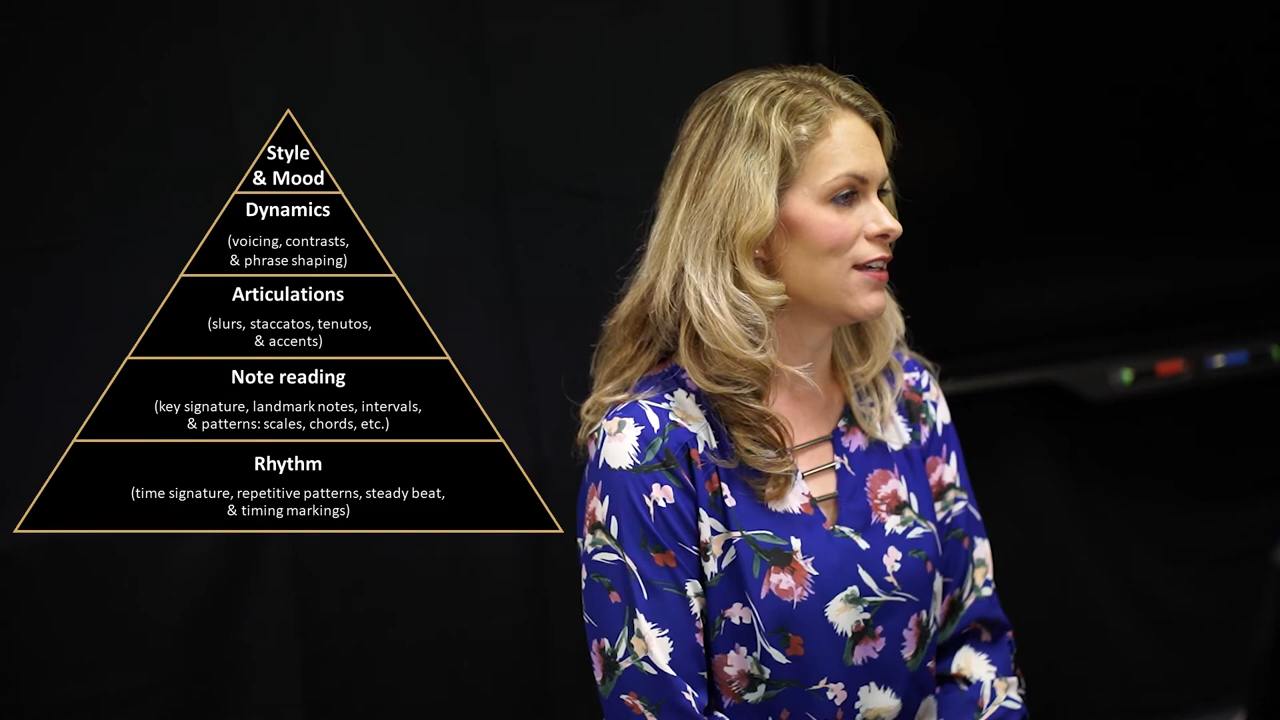 Style
& Mood
Dynamics
(voicing, contrasts,
& phrase shaping)
Articulations
(slurs, staccatos, tenutos,
& accents)
Note reading
(key signature, landmark notes, intervals,
& patterns: scales, chords, etc.)
Rhythm
(time signature, repetitive patterns, steady beat,
& timing markings)